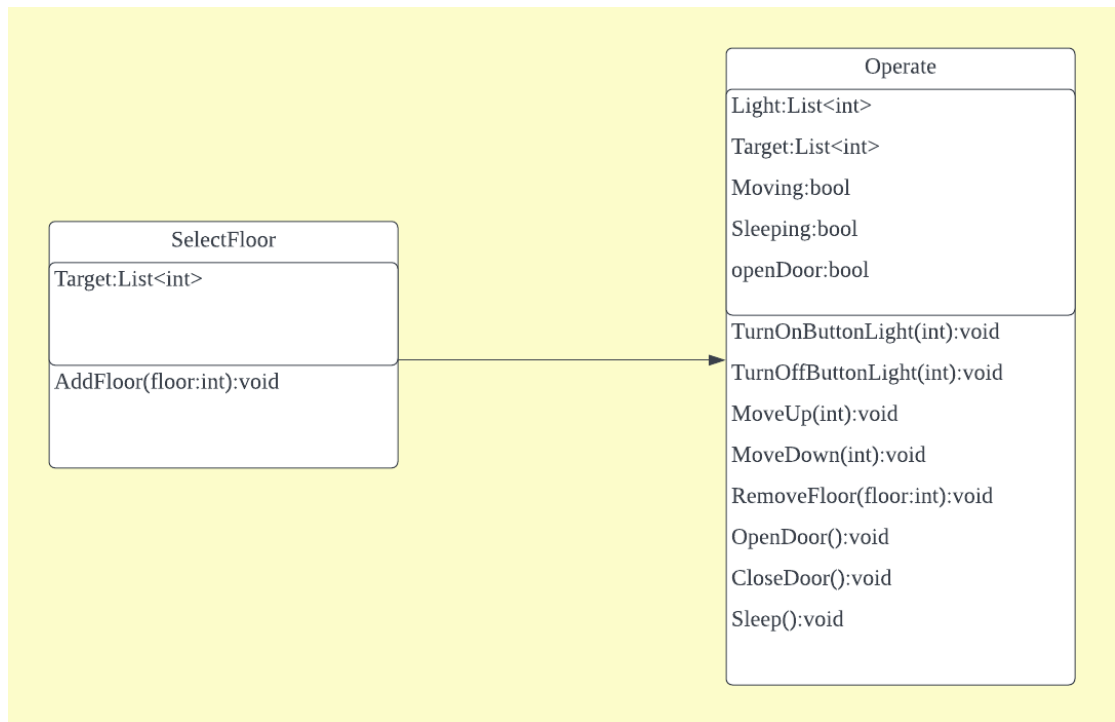 SelectFloor
Target:List<int>
AddFloor(floor:int):void
Operate
Light:List<int>
Target:List<int>
Moving:bool
Sleeping:bool
openDoor:bool
TurnOnButtonLight(int):void
TurnOffButtonLight(int):void
MoveUp(int):void
MoveDown(int):void
RemoveFloor(floor:int):void
OpenDoor():void
CloseDoor():void
Sleep():void